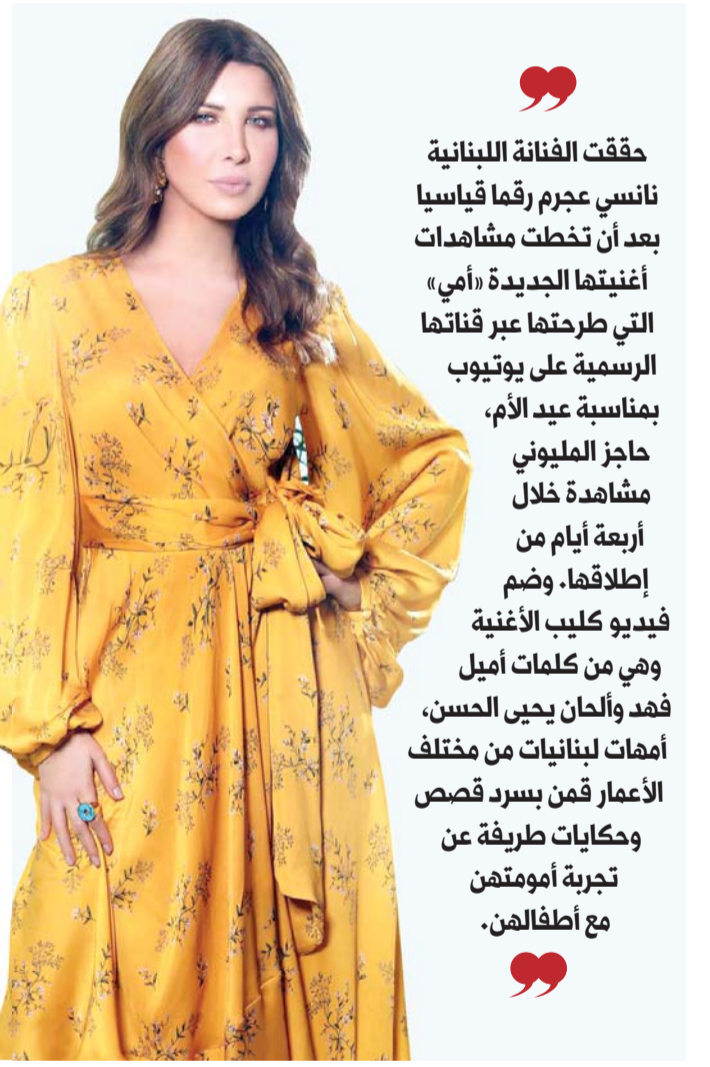 حققت الفنانة اللبنانية
نانسي عجرم رقما قياسيا
بعد أن تخطت مشاهدات
أغنيتها الجديدة «أمي»
التي طرحتها عبر قناتها
الرسمية على يوتيوب
بمناسبة عيد الأم،
حاجز المليوني
مشاهدة خلال
أربعة أيام من
إطلاقها. وضم
فيديو كليب الأغنية
وهي من كلمات أميل
فهد وألحان يحيى الحسن،
أمهات لبنانيات من مختلف
الأعمار قمن بسرد قصص
وحكايات طريفة عن
تجربة أمومتهن
مع أطفالهن.